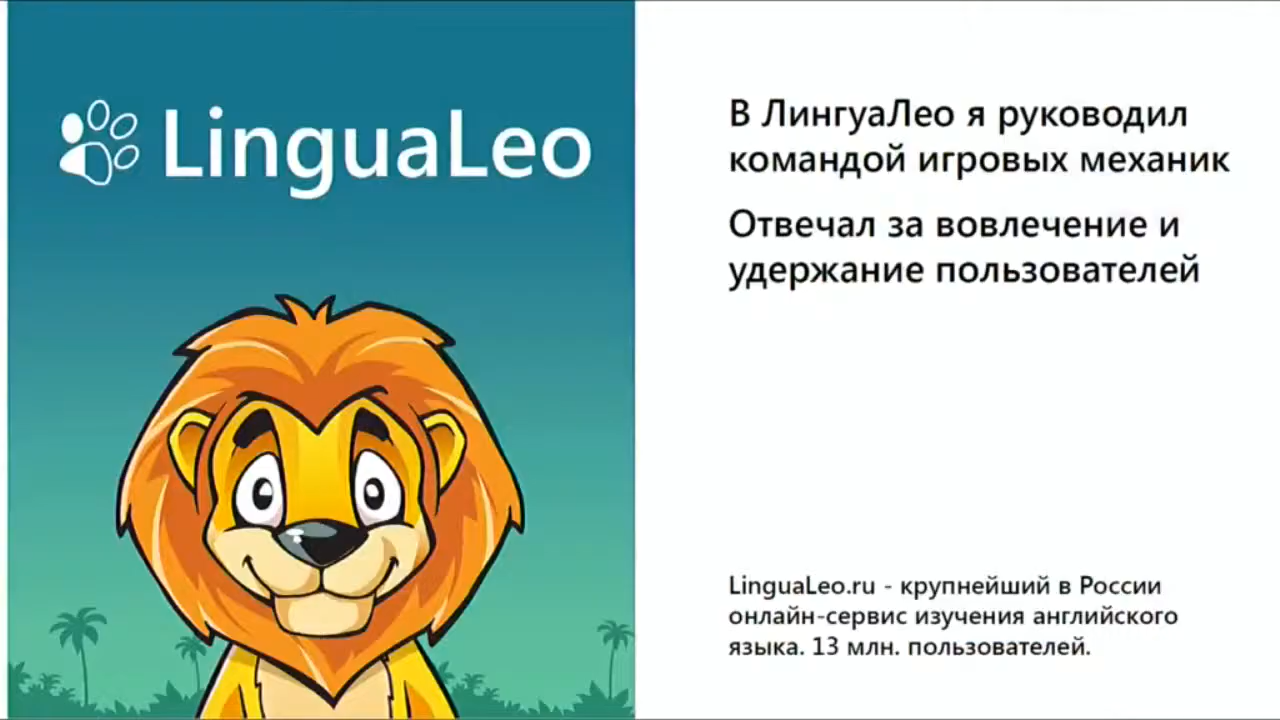 LinguaLeo
В ЛингуаЛео я руководил
командой игровых механик
Отвечал за вовлечение и
удержание пользователей
LinguaLeo.ru - крупнейший в России
онлайн-сервис изучения английского
языка. 13 млн. пользователей.